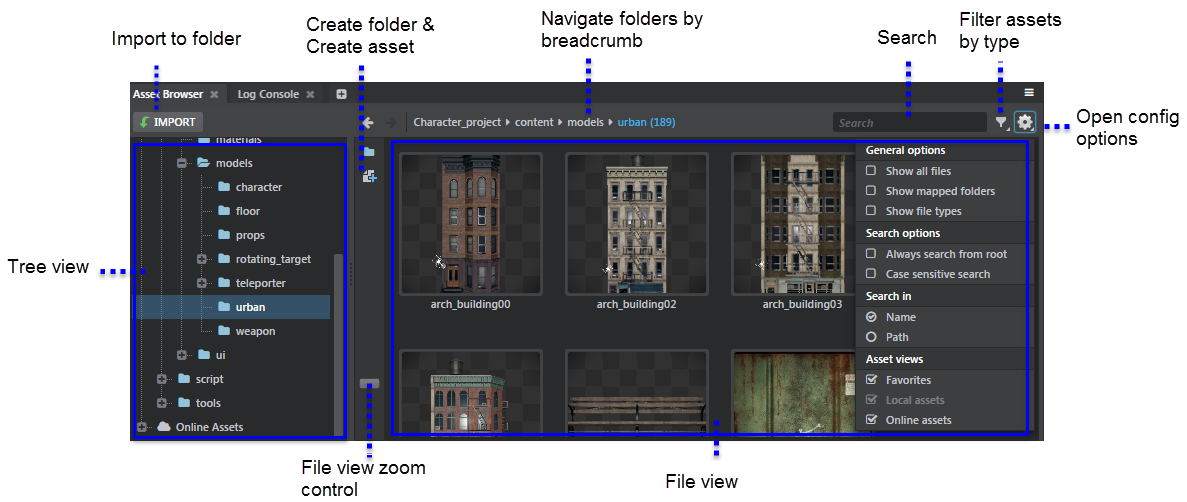 Import to folder
Create folder &
Create asset
Navigate folders by
breadcrumb
Search
Filter assets
by type
Open config
options
Tree view
File view zoom
control
File view
Asset Browser
Log Console
IMPORT
Character_project
content
models
urban (189)
Search
materials
models
character
floor
props
rotating_target
teleporter
urban
weapon
ui
script
tools
Online Assets
arch_building00
arch_building02
arch_building03
General options
Show all files
Show mapped folders
Show file types
Search options
Always search from root
Case sensitive search
Search in
Name
Path
Asset views
Favorites
Local assets
Online assets